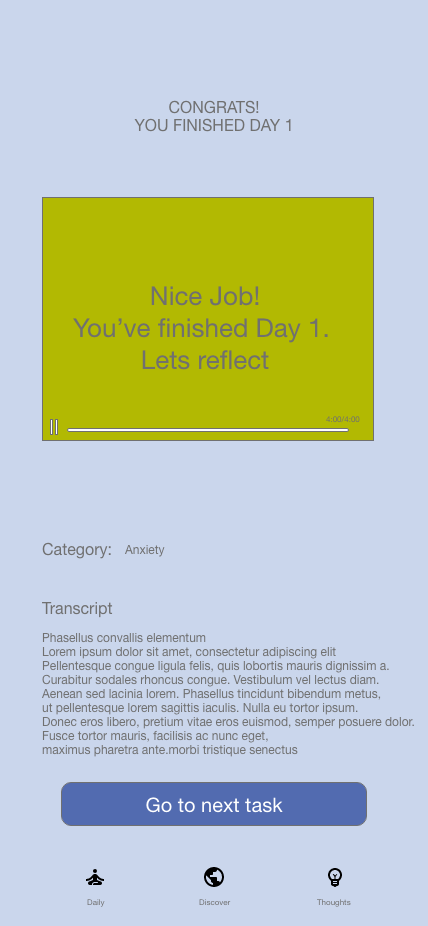 CONGRATS!
YOU FINISHED DAY 1
Nice Job!
You've finished Day 1.
Lets reflect
4:00/4:00
Category: Anxiety
Transcript
Phasellus convallis elementum
Lorem ipsum dolor sit amet, consectetur adipiscing elit
Pellentesque congue ligula felis, quis lobortis mauris dignissim a.
Curabitur sodales rhoncus congue. Vestibulum vel lectus diam.
Aenean sed lacinia lorem. Phasellus tincidunt bibendum metus,
ut pellentesque lorem sagittis iaculis. Nulla eu tortor ipsum.
Donec eros libero, pretium vitae eros euismod, semper posuere dolor.
Fusce tortor mauris, facilisis ac nunc eget,
maximus pharetra ante.morbi tristique senectus
Go to next task
Daily Discover Thoughts